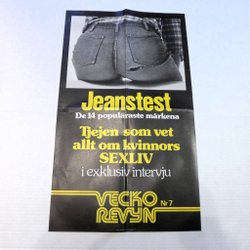 Jeanstest
De 14 populäraste märkena
Tjejen som vet
allt om kvinnors
SEXLIV
i exklusiv intervju
VECKO
REVYN Nr 7